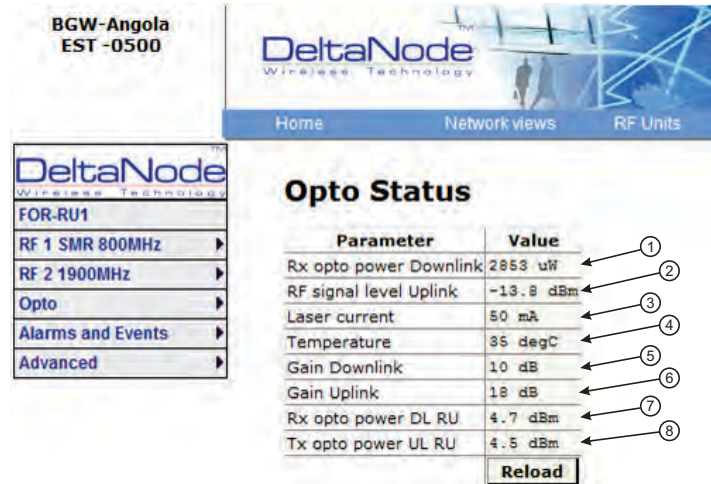 BGW-Angola
EST -0500
DeltaNode
TM
Wireless Technology
Home Network views RF Units
DeltaNode
TM
Wireless Technology
FOR-RU1
RF 1 SMR 800MHz
RF 2 1900MHz
Opto
Alarms and Events
Advanced
Opto Status
Parameter Value
Rx opto power Downlink 2853 uW 1
RF signal level Uplink -13.8 dBm 2
Laser current 50 mA 3
Temperature 35 degC 4
Gain Downlink 10 dB 5
Gain Uplink 18 dB 6
Rx opto power DL RU 4.7 dBm 7
Tx opto power UL RU 4.5 dBm 8
Reload